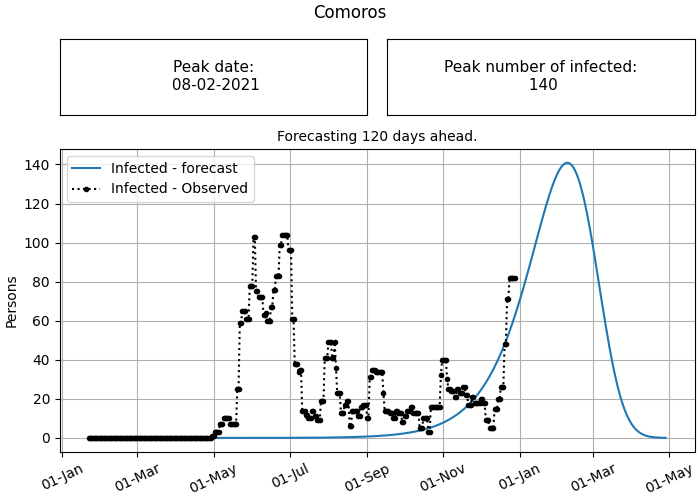 Comoros
Peak date:
08-02-2021
Peak number of infected:
140
Forecasting 120 days ahead.
Infected - forecast
Infected - Observed
Persons
140
120
100
80
60
40
20
0
01-Jan
01-Mar
01-May
01-Jul
01-Sep
01-Nov
01-Jan
01-Mar
01-May